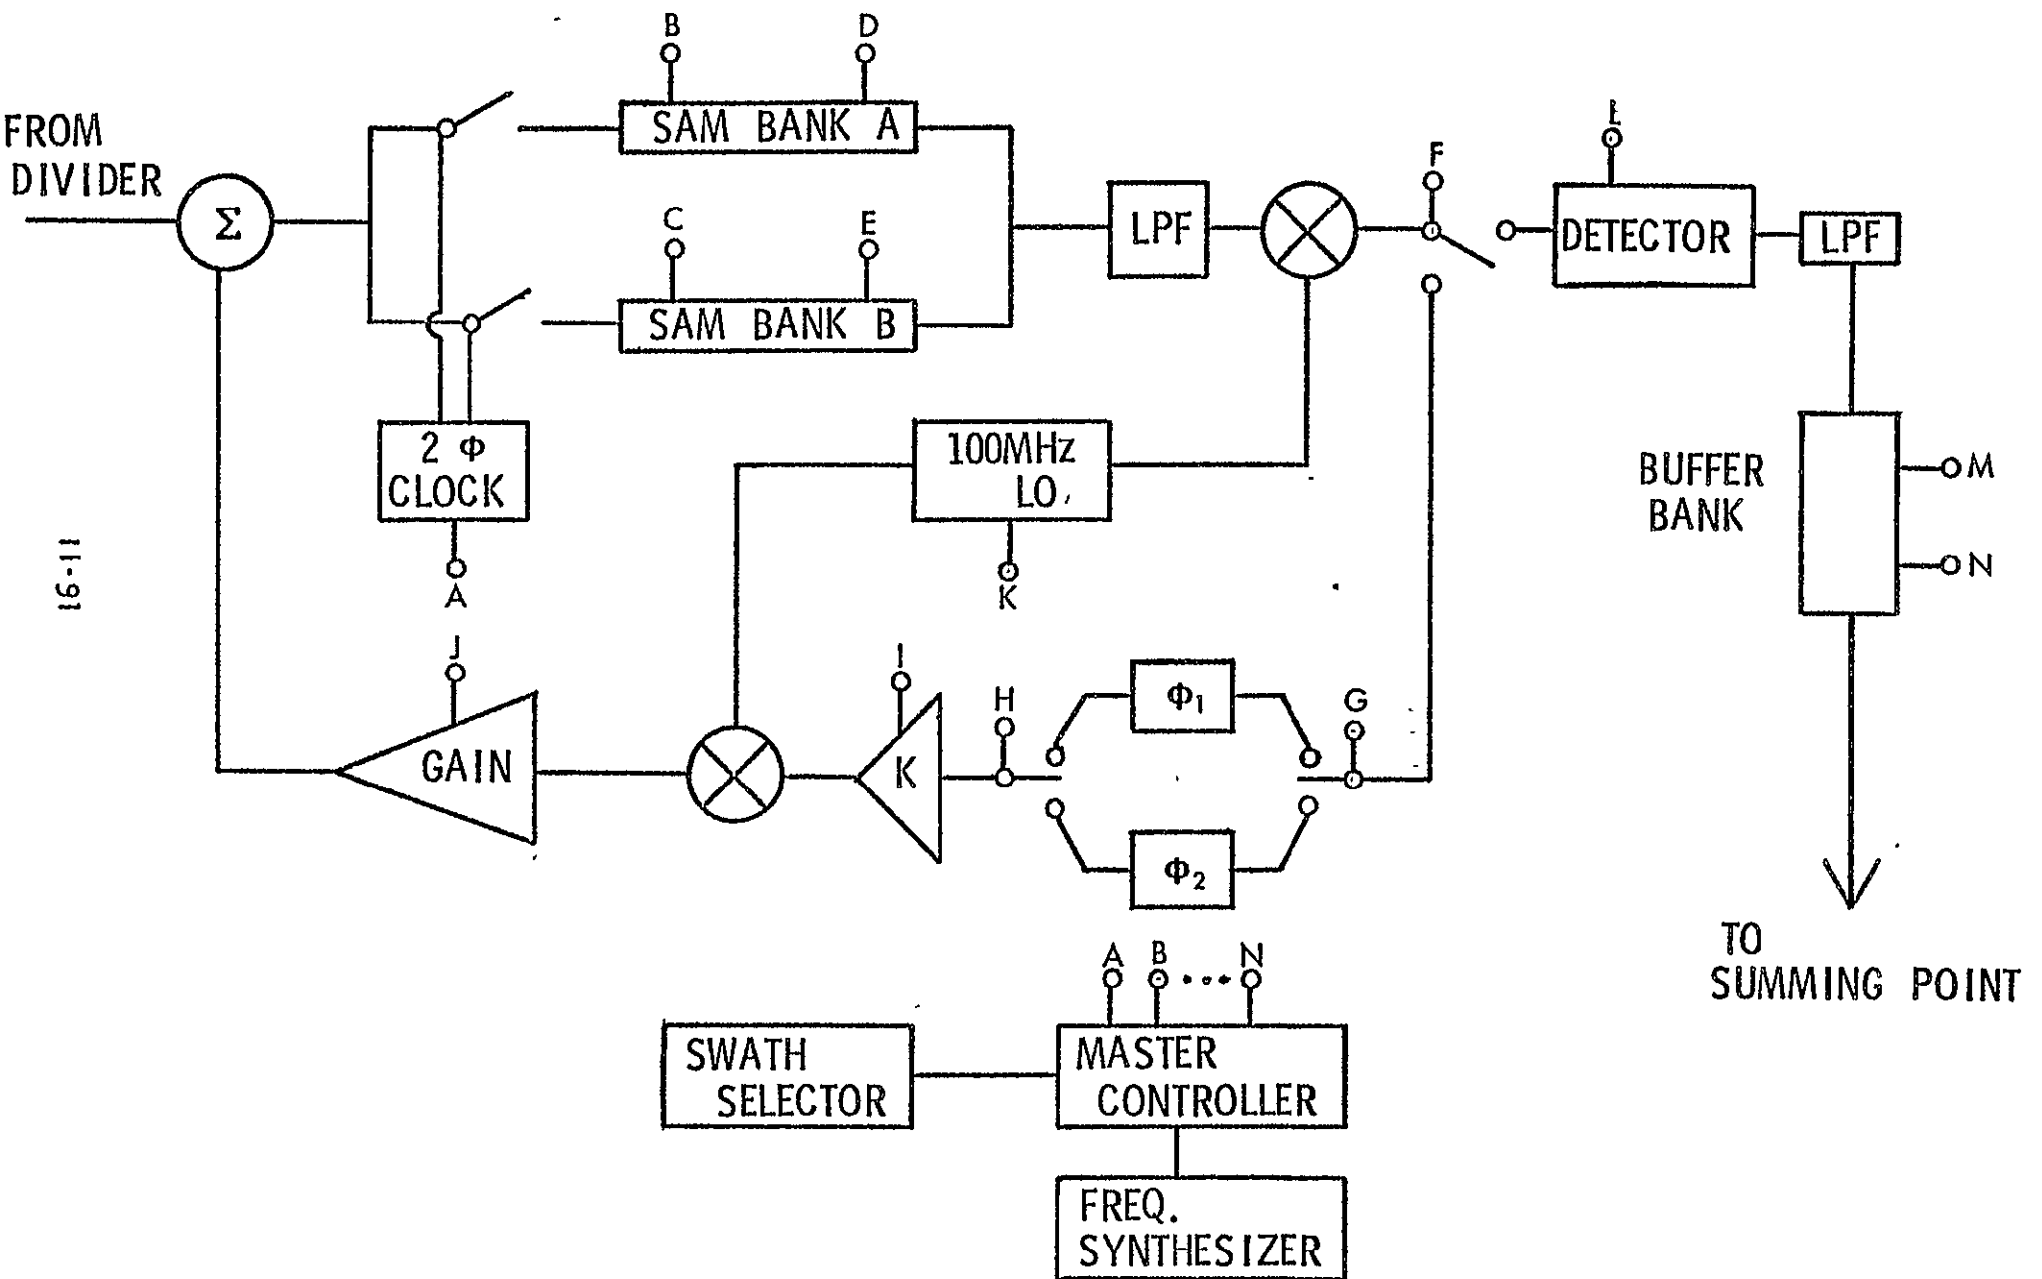 B
D
FROM
DIVIDER
SAM BANK A
Σ
C
E
LPF
F
L
DETECTOR
LPF
SAM BANK B
2 Φ
CLOCK
100MHz
LO
BUFFER
BANK
M
N
A
K
16-11
J
GAIN
I
K
H
Φ1
G
Φ2
TO
SUMMING POINT
A B ... N
SWATH
SELECTOR
MASTER
CONTROLLER
FREQ.
SYNTHESIZER